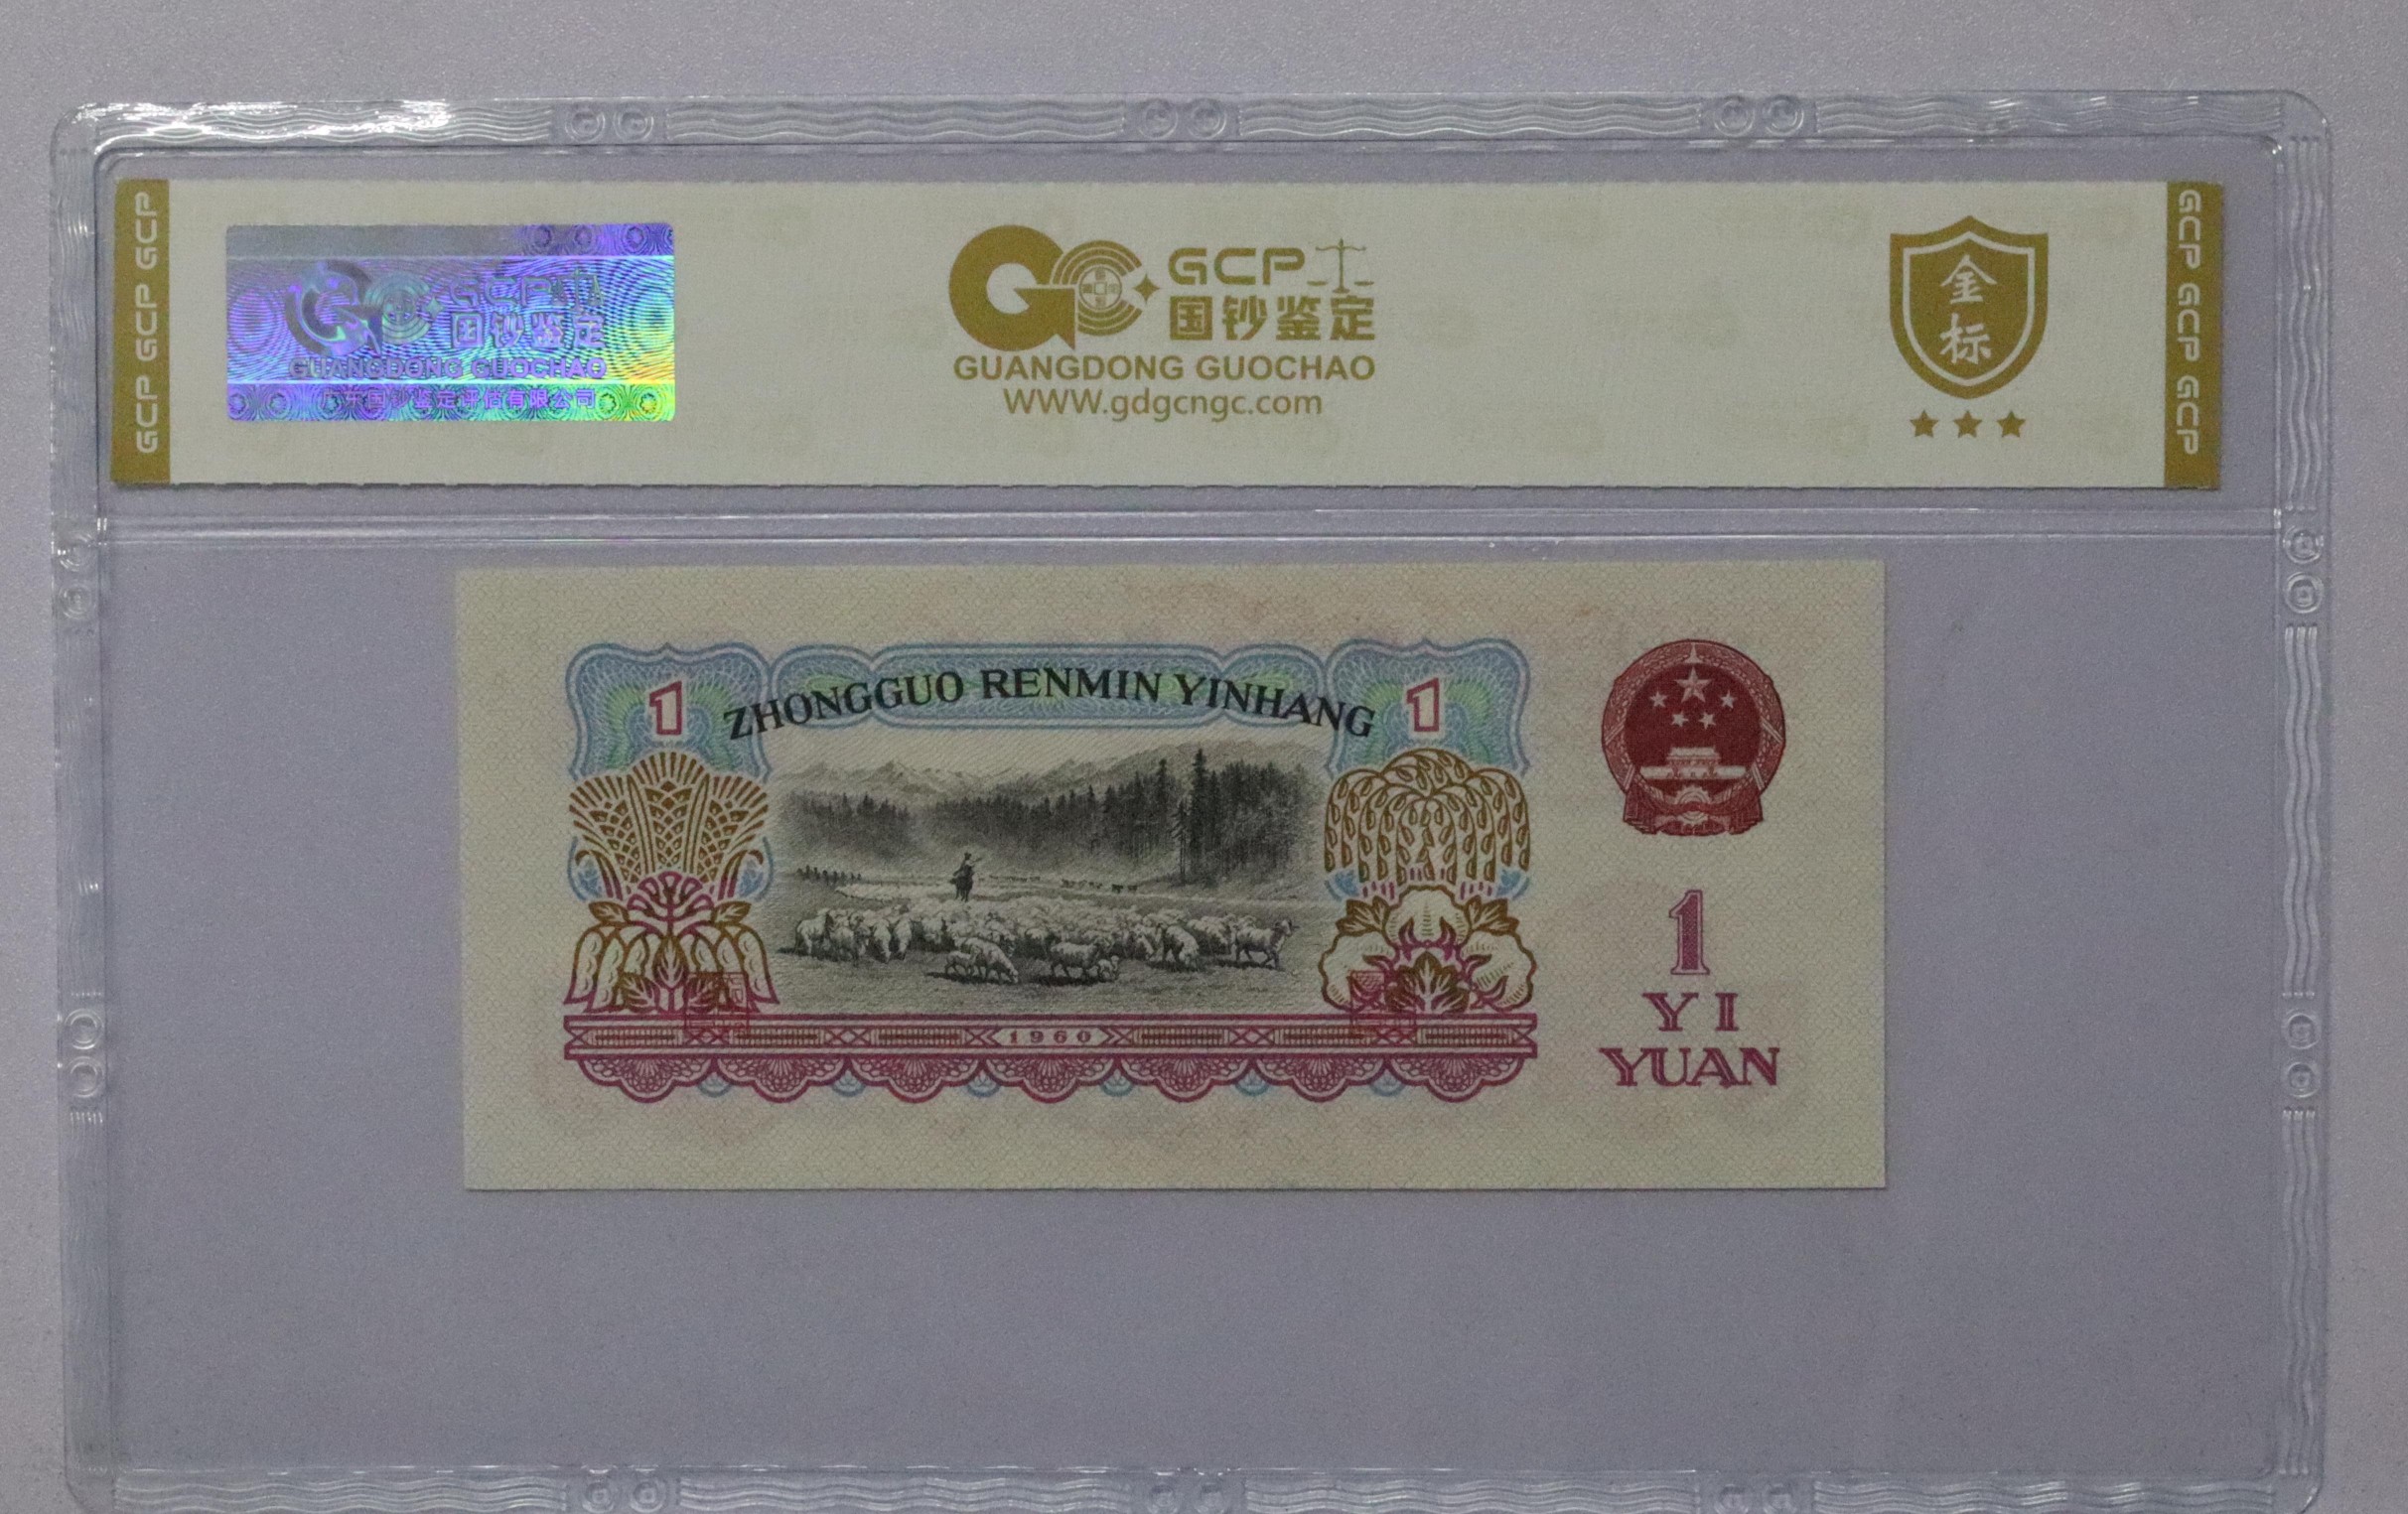 GCP GCP GCP
GCP 国钞鉴定
GUANGDONG GUOCHAO
广东国钞鉴定评估有限公司
GCP
国钞鉴定
GUANGDONG GUOCHAO
WWW.gdgcngc.com
金
标
GCP GCP GCP
1 ZHONGGUO RENMIN YINHANG 1
1960
1
YI
YUAN